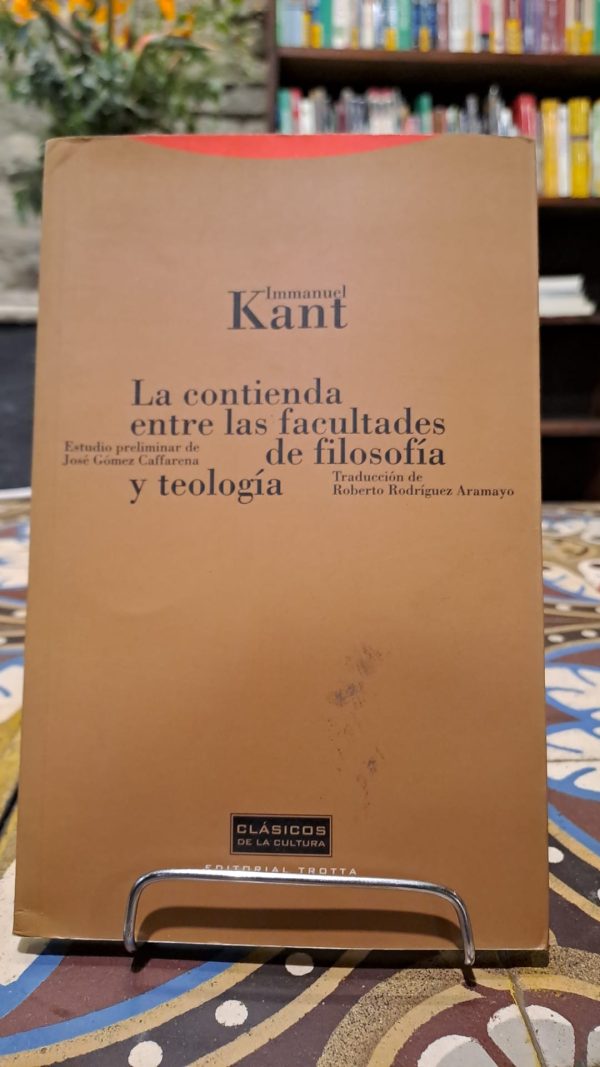 Immanuel
Kant
La contienda
entre las facultades
de filosofía
y teología
Estudio preliminar de
José Gómez Caffarena
Traducción de
Roberto Rodríguez Aramayo
CLÁSICOS
DE LA CULTURA
EDITORIAL TROTTA